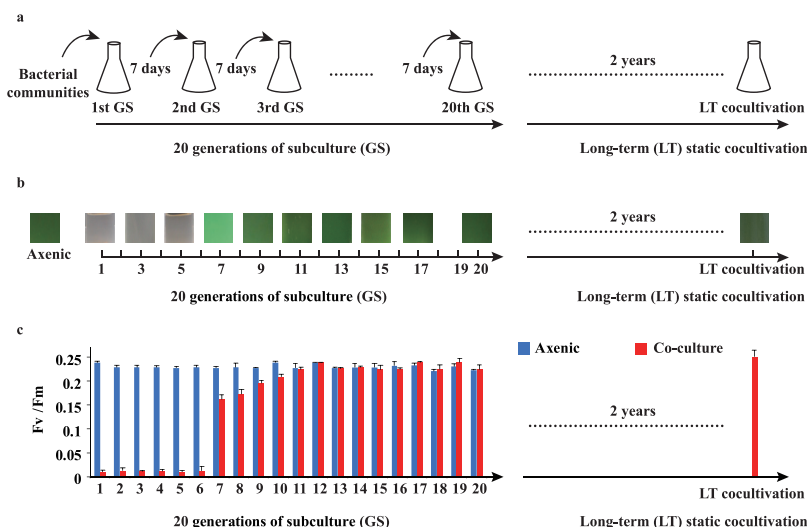 a
7 days
7 days
7 days
2 years
Bacterial
communities
1st GS
2nd GS
3rd GS
20th GS
LT cocultivation
20 generations of subculture (GS)
Long-term (LT) static cocultivation
b
2 years
Axenic
1 3 5 7 9 11 13 15 17 19 20
LT cocultivation
20 generations of subculture (GS)
Long-term (LT) static cocultivation
c
Axenic
Co-culture
Fv /Fm
0.25
0.2
0.15
0.1
0.05
0
2 years
1 2 3 4 5 6 7 8 9 10 11 12 13 14 15 16 17 18 19 20
LT cocultivation
20 generations of subculture (GS)
Long-term (LT) static cocultivation